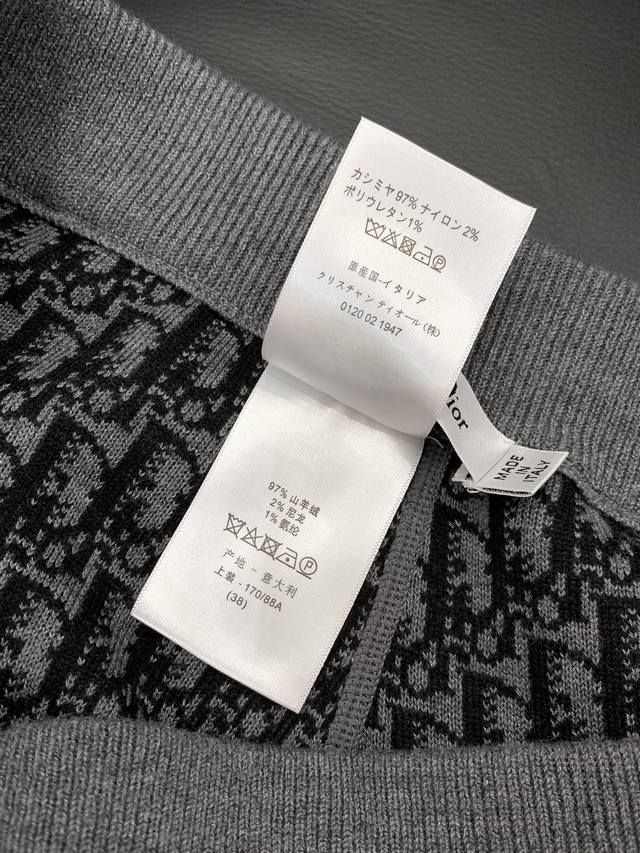 カシミヤ 97% ナイロン 2%
ポリウレタン 1%
原産国-イタリア
クリスチャン ディオール (株)
0120 02 1947
Dior
MADE
IN
ITALY
97% 山羊绒
2% 尼龙
1% 氨纶
产地 - 意大利
上装 - 170/88A
(38)